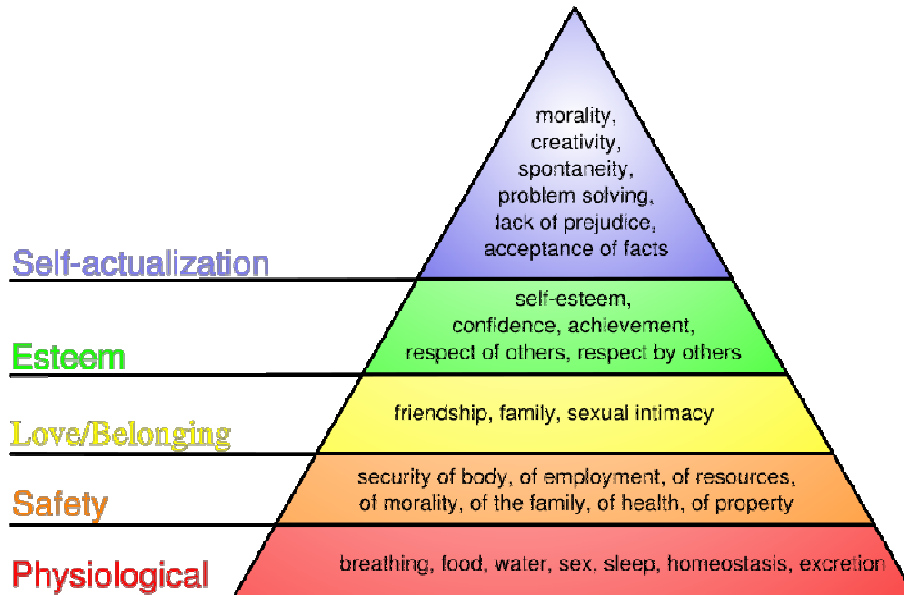 morality,
creativity,
spontaneity,
problem solving,
lack of prejudice,
acceptance of facts
Self-actualization
self-esteem,
confidence, achievement,
respect of others, respect by others
Esteem
friendship, family, sexual intimacy
Love/Belonging
security of body, of employment, of resources,
of morality, of the family, of health, of property
Safety
breathing, food, water, sex, sleep, homeostasis, excretion
Physiological